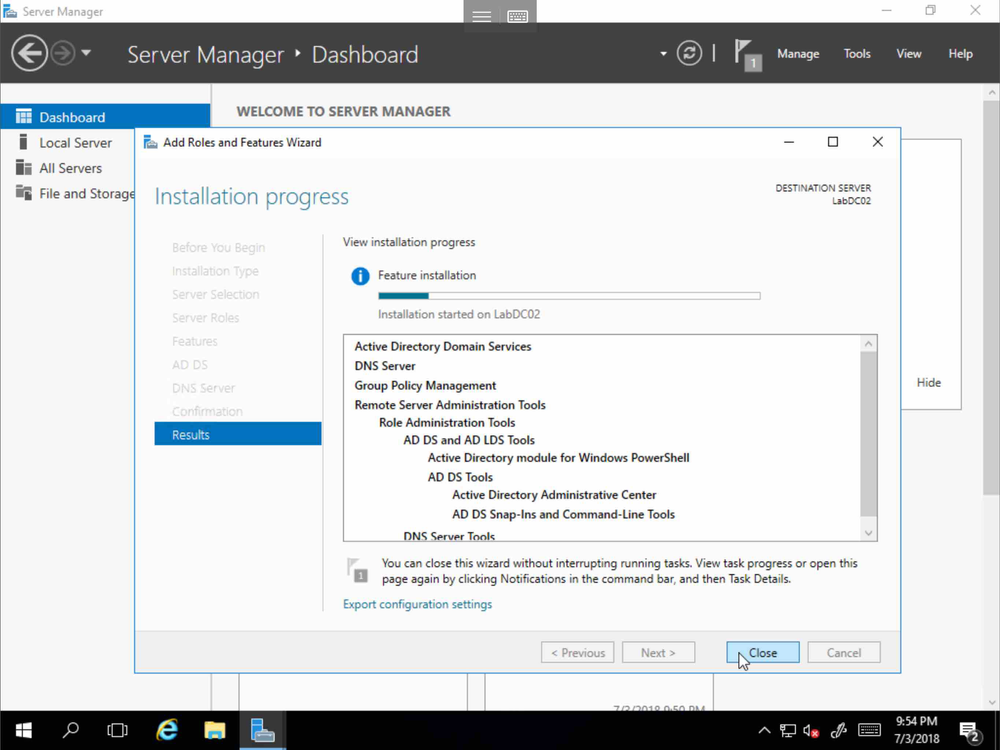 Server Manager
Server Manager ‣ Dashboard
1
Manage
Tools
View
Help
Dashboard
Local Server
All Servers
File and Storage
WELCOME TO SERVER MANAGER
Hide
Add Roles and Features Wizard
Installation progress
DESTINATION SERVER
LabDC02
Before You Begin
Installation Type
Server Selection
Server Roles
Features
AD DS
DNS Server
Confirmation
Results
View installation progress
Feature installation
Installation started on LabDC02
Active Directory Domain Services
DNS Server
Group Policy Management
Remote Server Administration Tools
Role Administration Tools
AD DS and AD LDS Tools
Active Directory module for Windows PowerShell
AD DS Tools
Active Directory Administrative Center
AD DS Snap-Ins and Command-Line Tools
DNS Server Tools
1
You can close this wizard without interrupting running tasks. View task progress or open this
page again by clicking Notifications in the command bar, and then Task Details.
Export configuration settings
< Previous
Next >
Close
Cancel
7/3/2018 9:50 PM
9:54 PM
7/3/2018
2